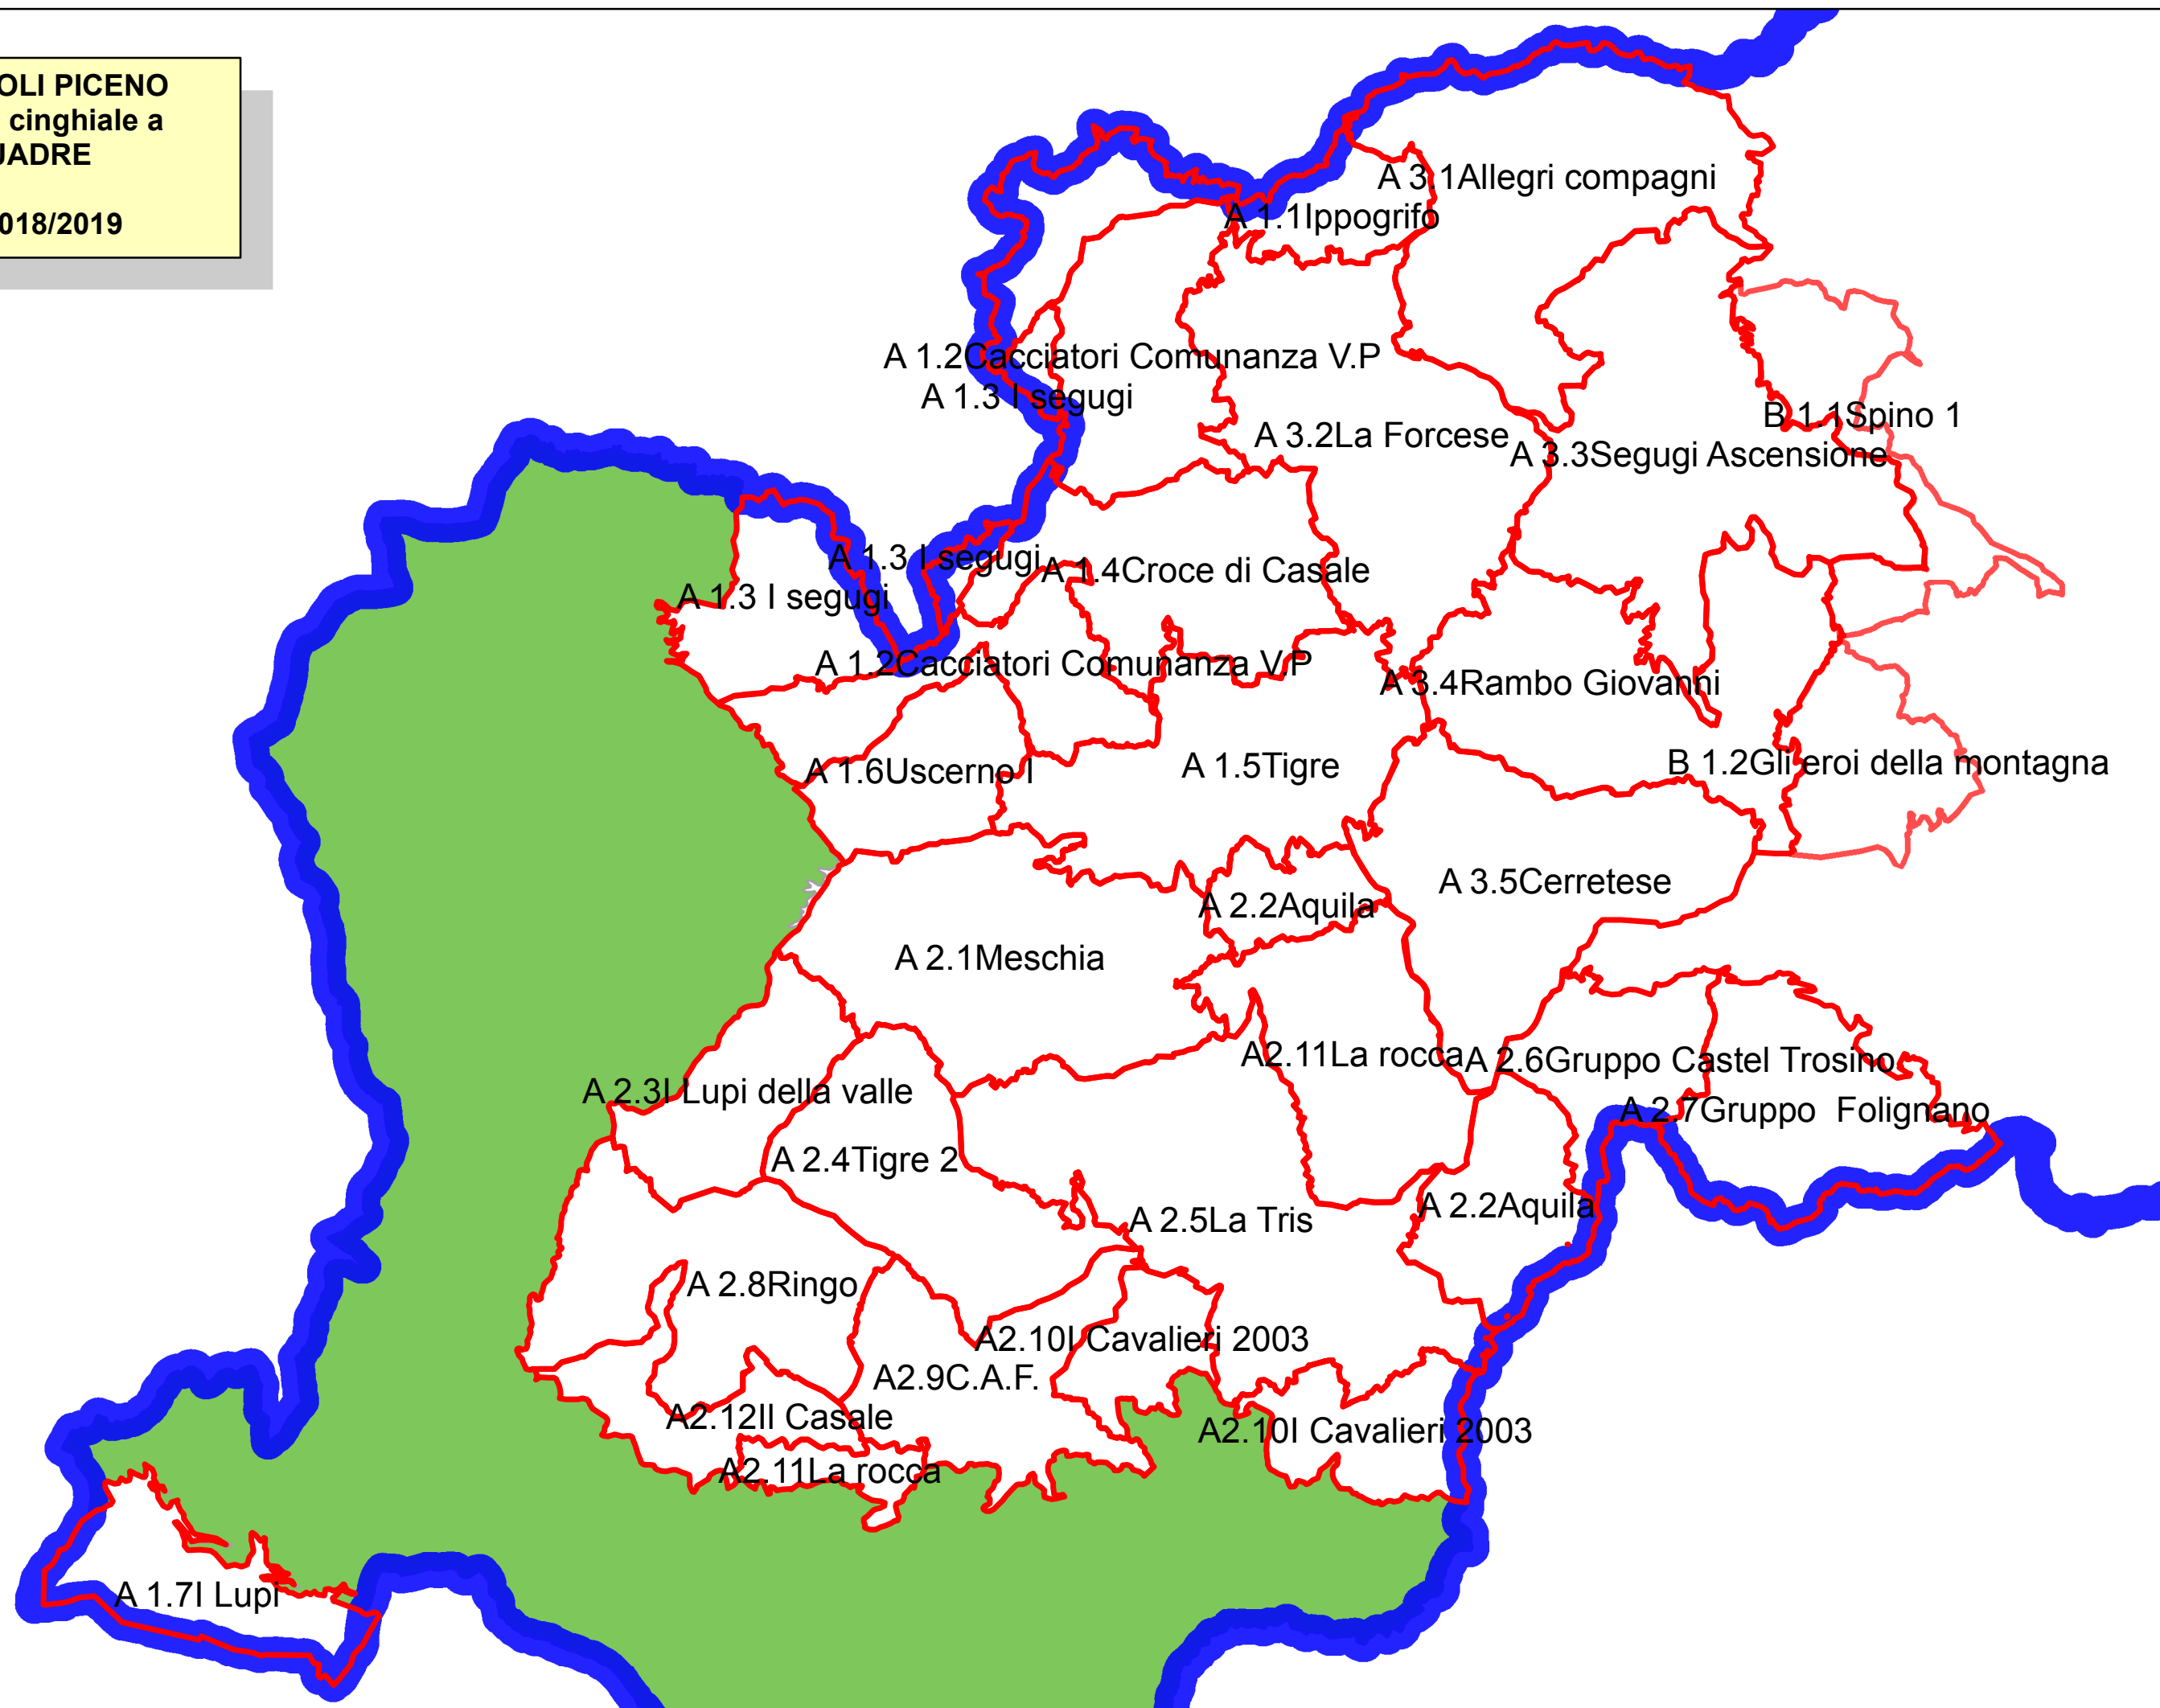 OLI PICENO
cinghiale a
UADRE
018/2019
A 3.1Allegri compagni
A 1.1Ippogrifo
A 1.2Cacciatori Comunanza V.P
A 1.3 I segugi
A 3.2La Forcese
B 1.1Spino 1
A 3.3Segugi Ascensione
A 1.3 I segugi
A 1.4Croce di Casale
A 1.3 I segugi
A 1.2Cacciatori Comunanza V.P
A 3.4Rambo Giovanni
A 1.6Uscerno I
A 1.5Tigre
B 1.2Gli eroi della montagna
A 3.5Cerretese
A 2.2Aquila
A 2.1Meschia
A2.11La rocca
A 2.6Gruppo Castel Trosino
A 2.3I Lupi della valle
A 2.7Gruppo  Folignano
A 2.4Tigre 2
A 2.5La Tris
A 2.2Aquila
A 2.8Ringo
A2.10I Cavalieri 2003
A2.9C.A.F.
A2.12Il Casale
A2.10I Cavalieri 2003
A2.11La rocca
A 1.7I Lupi